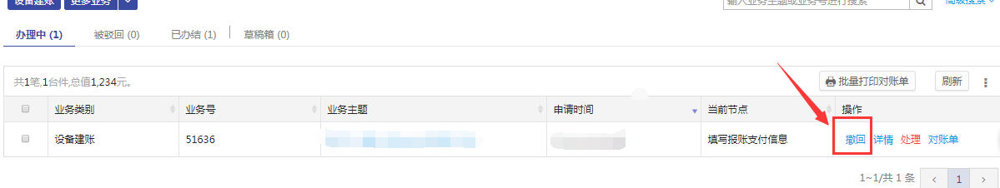 设备建账 更多业务 输入业务主题或业务号进行搜索 高级搜索
办理中 (1) 被驳回 (0) 已办结 (1) 草稿箱 (0)
共1笔,1台件,总值1,234元。 批量打印对账单 刷新
业务类别 业务号 业务主题 申请时间 当前节点 操作
设备建账 51636 填写报账支付信息 撤回 详情 处理 对账单
1~1/共 1 条 ‹ 1 ›